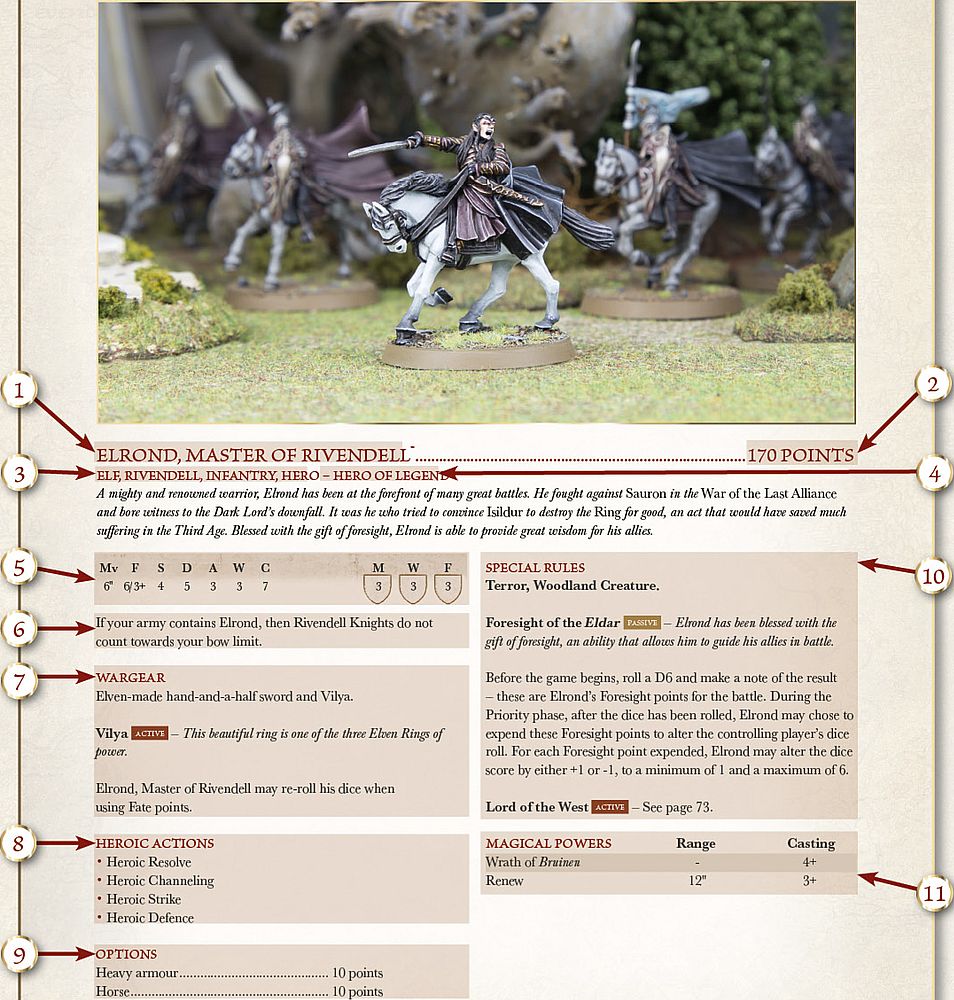 1
2
ELROND, MASTER OF RIVENDELL..........170 POINTS
3
4
ELF, RIVENDELL, INFANTRY, HERO – HERO OF LEGEND
A mighty and renowned warrior, Elrond has been at the forefront of many great battles. He fought against Sauron in the War of the Last Alliance
and bore witness to the Dark Lord's downfall. It was he who tried to convince Isildur to destroy the Ring for good, an act that would have saved much
suffering in the Third Age. Blessed with the gift of foresight, Elrond is able to provide great wisdom for his allies.
5
Mv F S D A W C M W F
6" 6/3+ 4 5 3 3 7 3 3 3
6
If your army contains Elrond, then Rivendell Knights do not
count towards your bow limit.
7
WARGEAR
Elven-made hand-and-a-half sword and Vilya.
Vilya ACTIVE – This beautiful ring is one of the three Elven Rings of
power.
Elrond, Master of Rivendell may re-roll his dice when
using Fate points.
8
HEROIC ACTIONS
• Heroic Resolve
• Heroic Channeling
• Heroic Strike
• Heroic Defence
9
OPTIONS
Heavy armour.......... 10 points
Horse.......... 10 points
10
SPECIAL RULES
Terror, Woodland Creature.
Foresight of the Eldar PASSIVE – Elrond has been blessed with the
gift of foresight, an ability that allows him to guide his allies in battle.
Before the game begins, roll a D6 and make a note of the result
– these are Elrond's Foresight points for the battle. During the
Priority phase, after the dice has been rolled, Elrond may chose to
expend these Foresight points to alter the controlling player's dice
roll. For each Foresight point expended, Elrond may alter the dice
score by either +1 or -1, to a minimum of 1 and a maximum of 6.
Lord of the West ACTIVE – See page 73.
MAGICAL POWERS Range Casting
Wrath of Bruinen - 4+
Renew 12" 3+
11